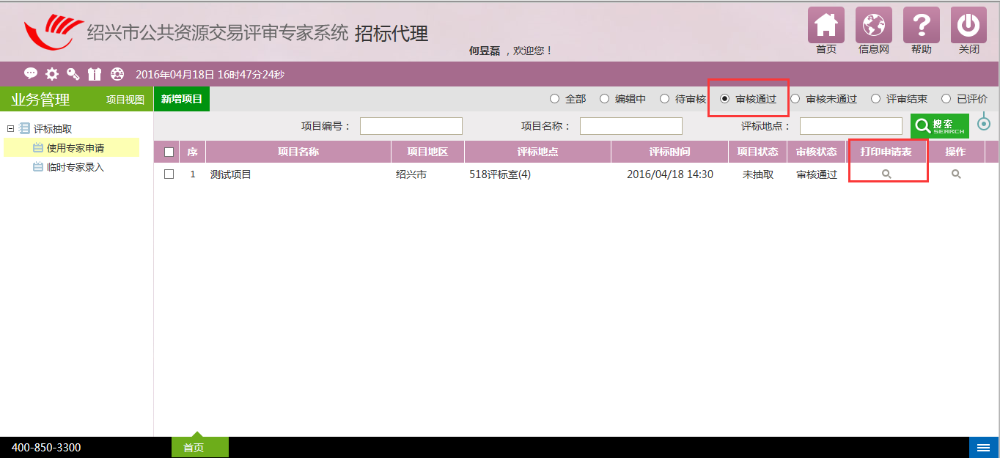 绍兴市公共资源交易评审专家系统 招标代理
何昱磊 ，欢迎您！
首页 信息网 帮助 关闭
2016年04月18日 16时47分24秒
业务管理 项目视图 新增项目 全部 编辑中 待审核 审核通过 审核未通过 评审结束 已评价
项目编号： 项目名称： 评标地点： 搜索 SEARCH
评标抽取
使用专家申请
临时专家录入
序 项目名称 项目地区 评标地点 评标时间 项目状态 审核状态 打印申请表 操作
1 测试项目 绍兴市 518评标室(4) 2016/04/18 14:30 未抽取 审核通过
400-850-3300 首页